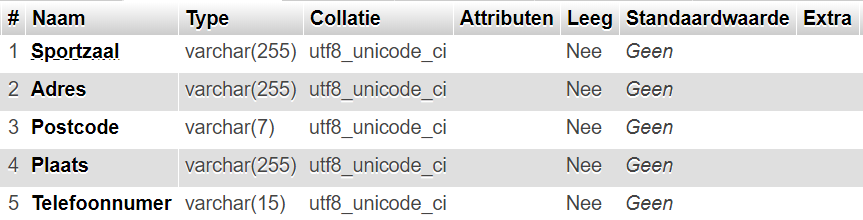 # Naam Type Collatie Attributen Leeg Standaardwaarde Extra
1 Sportzaal varchar(255) utf8_unicode_ci Nee Geen
2 Adres varchar(255) utf8_unicode_ci Nee Geen
3 Postcode varchar(7) utf8_unicode_ci Nee Geen
4 Plaats varchar(255) utf8_unicode_ci Nee Geen
5 Telefoonnumer varchar(15) utf8_unicode_ci Nee Geen